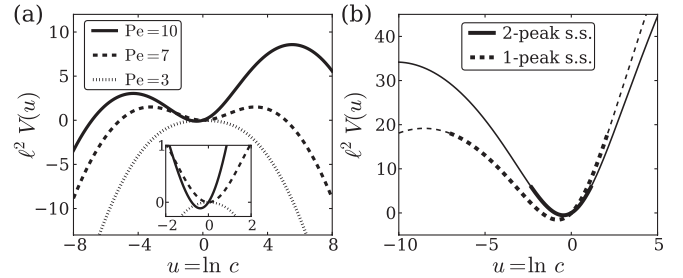 (a)
(b)
Pe = 10
Pe = 7
Pe = 3
2-peak s.s.
1-peak s.s.
ℓ² V(u)
10
5
0
−5
−10
1
0
−2 0 2
−8 −4 0 4 8
u = ln c
ℓ² V(u)
40
30
20
10
0
−10 −5 0 5
u = ln c